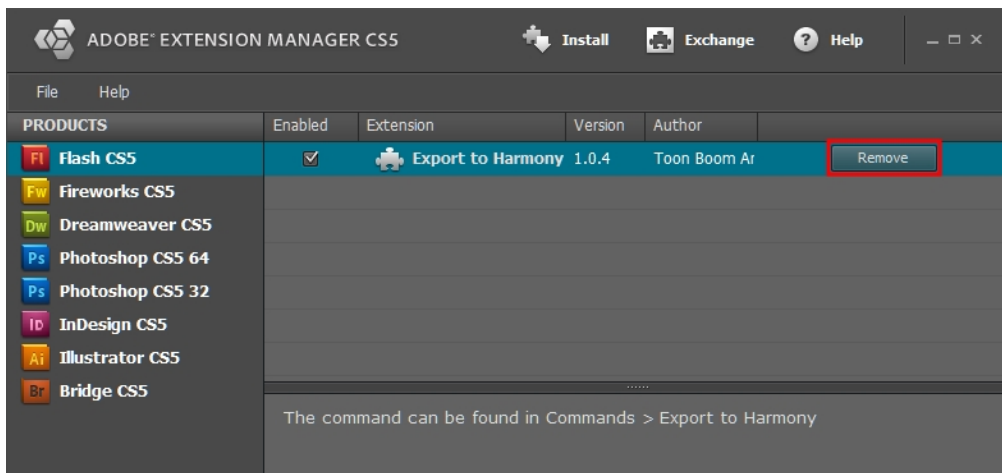 ADOBE® EXTENSION MANAGER CS5 Install Exchange ? Help
File Help
PRODUCTS Enabled Extension Version Author
Fl Flash CS5 Export to Harmony 1.0.4 Toon Boom Ar Remove
Fw Fireworks CS5
Dw Dreamweaver CS5
Ps Photoshop CS5 64
Ps Photoshop CS5 32
ID InDesign CS5
Ai Illustrator CS5
Br Bridge CS5
The command can be found in Commands > Export to Harmony